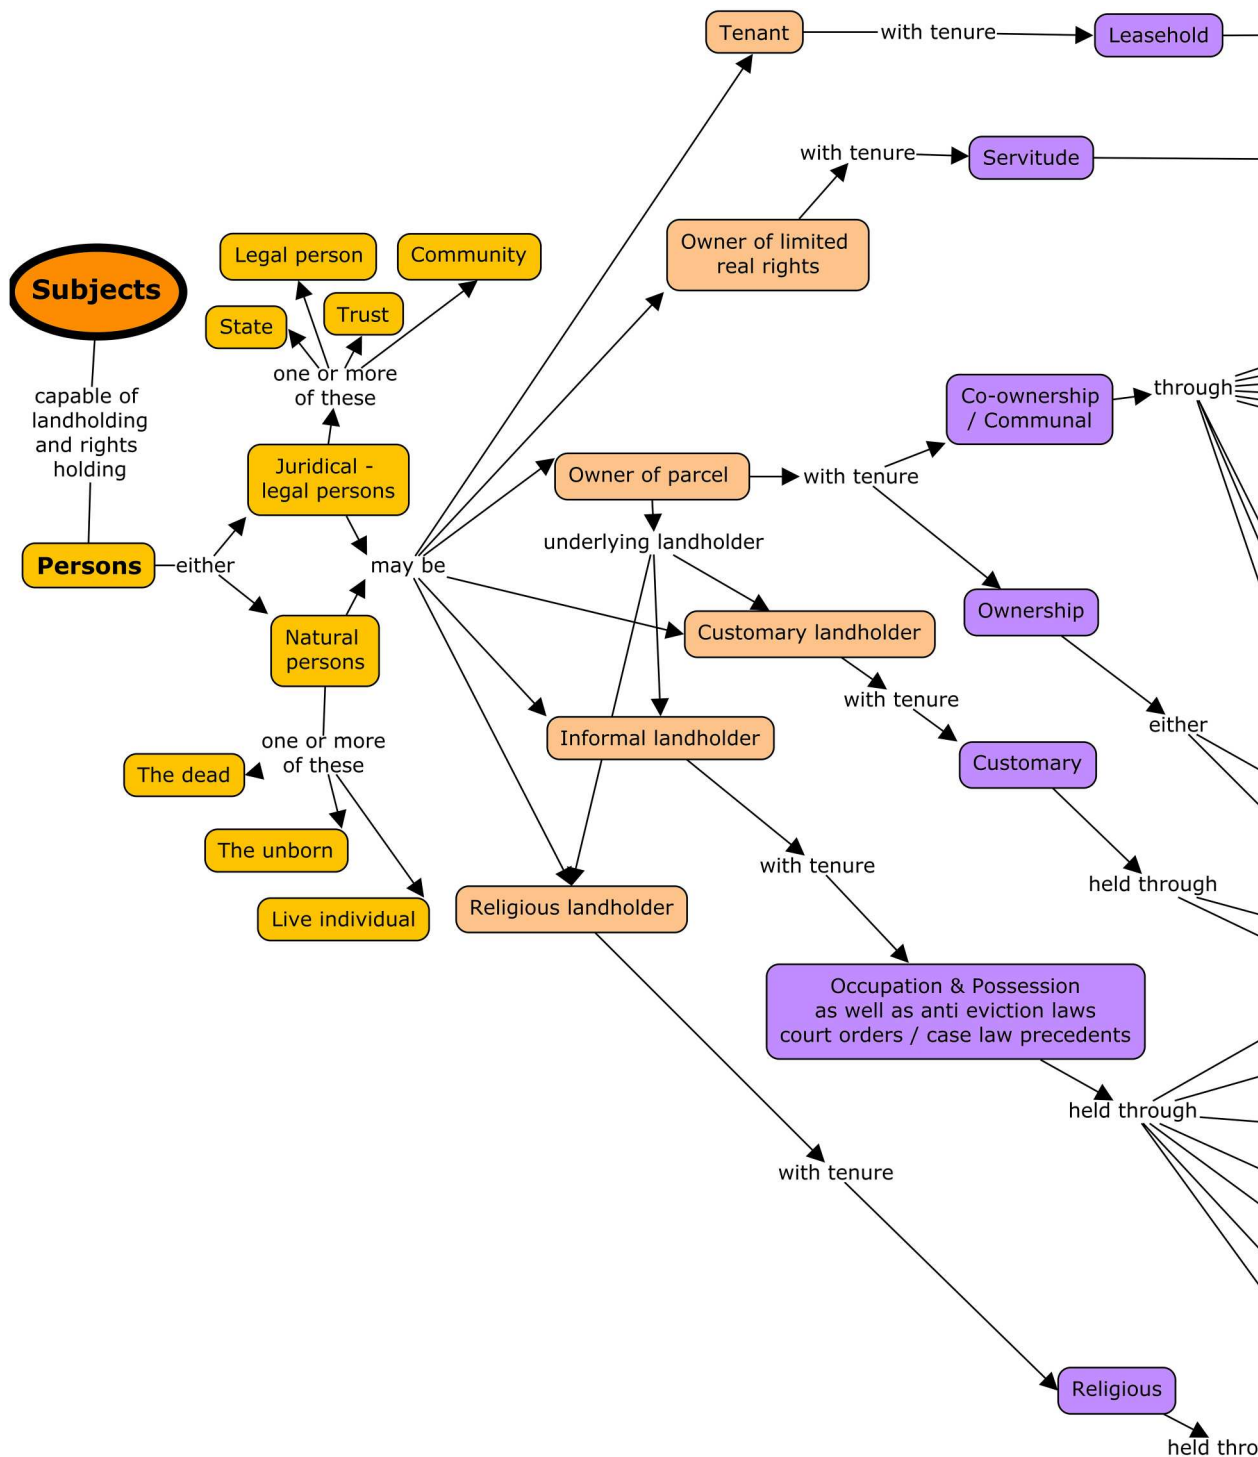 Tenant
with tenure
Leasehold
with tenure
Servitude
Owner of limited
real rights
Legal person
Community
Subjects
State
Trust
one or more
of these
capable of
landholding
and rights
holding
Co-ownership
/ Communal
through
Juridical -
legal persons
Owner of parcel
with tenure
underlying landholder
Persons
either
may be
Ownership
Natural
persons
Customary landholder
with tenure
either
one or more
of these
Informal landholder
Customary
The dead
The unborn
with tenure
held through
Live individual
Religious landholder
Occupation & Possession
as well as anti eviction laws
court orders / case law precedents
held through
with tenure
Religious
held thro